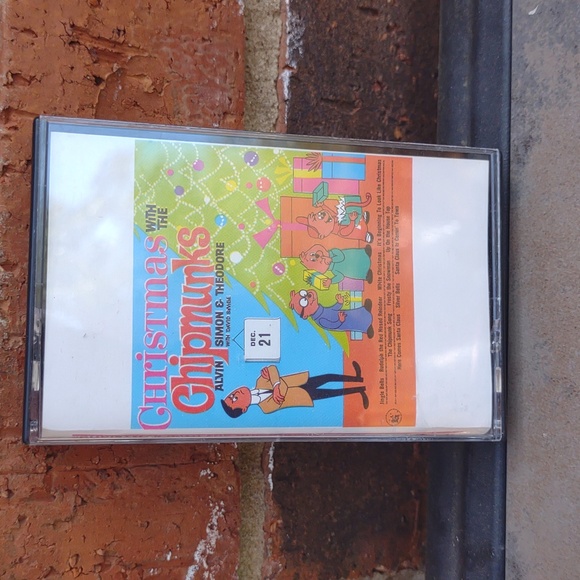 Christmas
WITH THE
Chipmunks
ALVIN SIMON & THEODORE
WITH DAVID SEVILLE
DEC.
21
Jingle Bells Rudolph the Red Nosed Reindeer White Christmas It's Beginning To Look Like Christmas
The Chipmunk Song Frosty the Snowman Up On The House Top
Here Comes Santa Claus Silver Bells Santa Claus is Comin' To Town